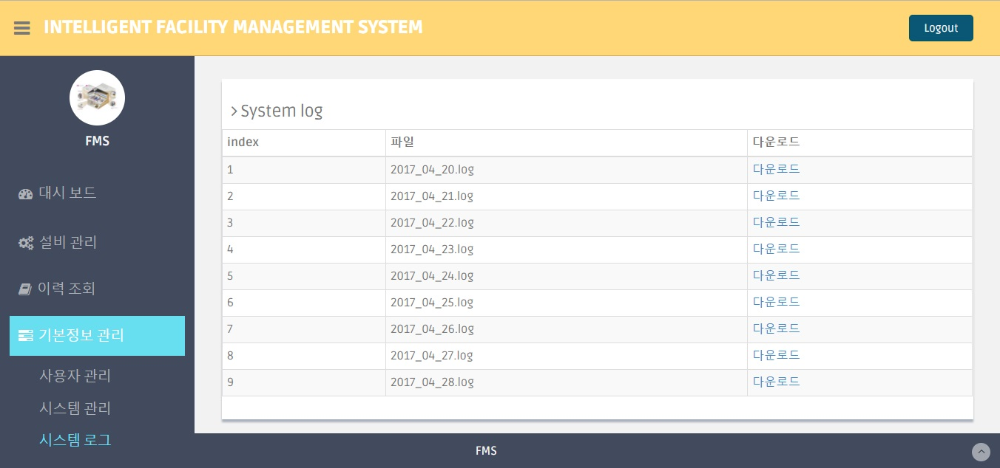 INTELLIGENT FACILITY MANAGEMENT SYSTEM
Logout
FMS
대시 보드
설비 관리
이력 조회
기본정보 관리
사용자 관리
시스템 관리
시스템 로그
System log
index 파일 다운로드
1 2017_04_20.log 다운로드
2 2017_04_21.log 다운로드
3 2017_04_22.log 다운로드
4 2017_04_23.log 다운로드
5 2017_04_24.log 다운로드
6 2017_04_25.log 다운로드
7 2017_04_26.log 다운로드
8 2017_04_27.log 다운로드
9 2017_04_28.log 다운로드
FMS